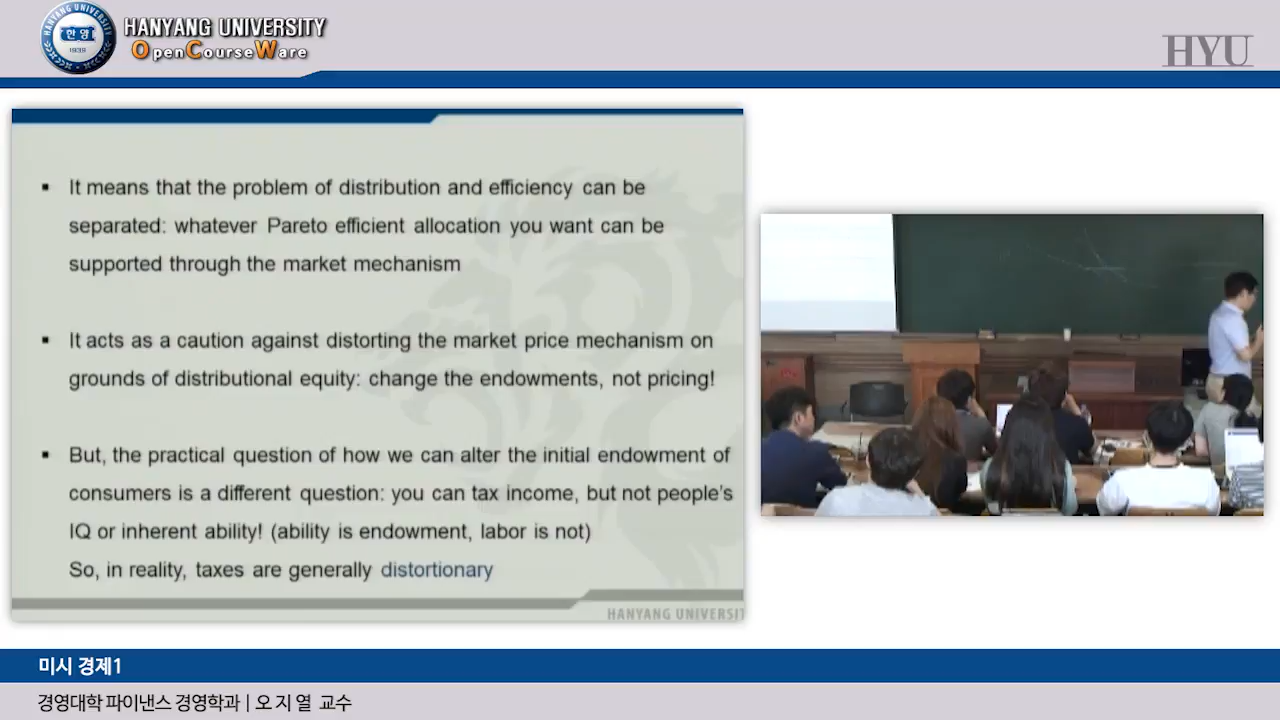 HANYANG UNIVERSITY
OpenCourseWare
HYU
한양
1939
▪ It means that the problem of distribution and efficiency can be
separated: whatever Pareto efficient allocation you want can be
supported through the market mechanism
▪ It acts as a caution against distorting the market price mechanism on
grounds of distributional equity: change the endowments, not pricing!
▪ But, the practical question of how we can alter the initial endowment of
consumers is a different question: you can tax income, but not people's
IQ or inherent ability! (ability is endowment, labor is not)
So, in reality, taxes are generally distortionary
HANYANG UNIVERSIT
미시 경제1
경영대학 파이낸스 경영학과 | 오 지 열 교수